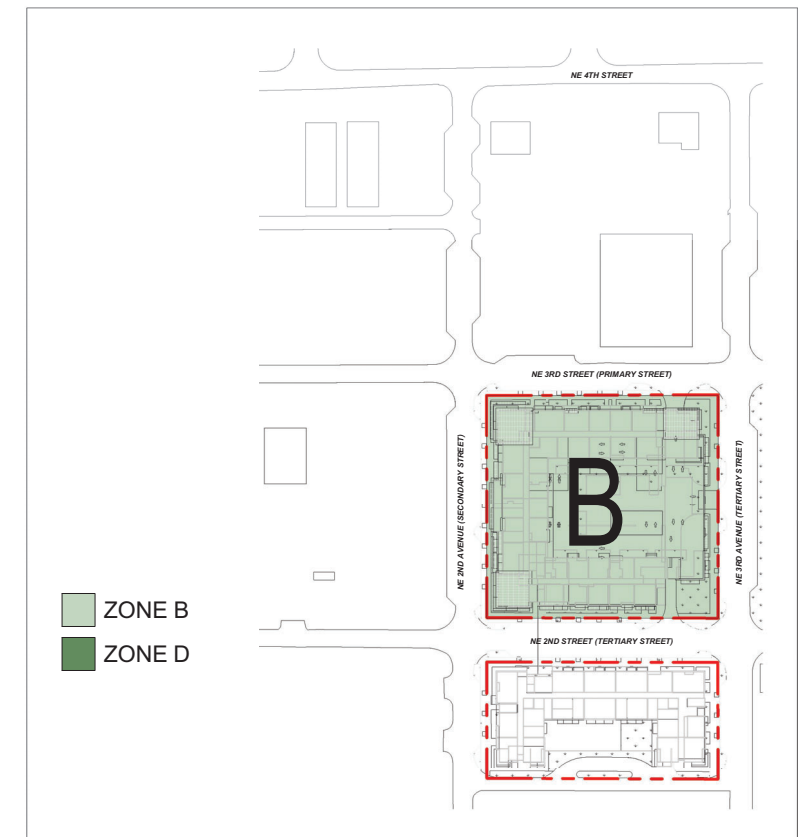 NE 4TH STREET
NE 3RD STREET (PRIMARY STREET)
NE 2ND AVENUE (SECONDARY STREET)
B
NE 3RD AVENUE (TERTIARY STREET)
ZONE B
ZONE D
NE 2ND STREET (TERTIARY STREET)